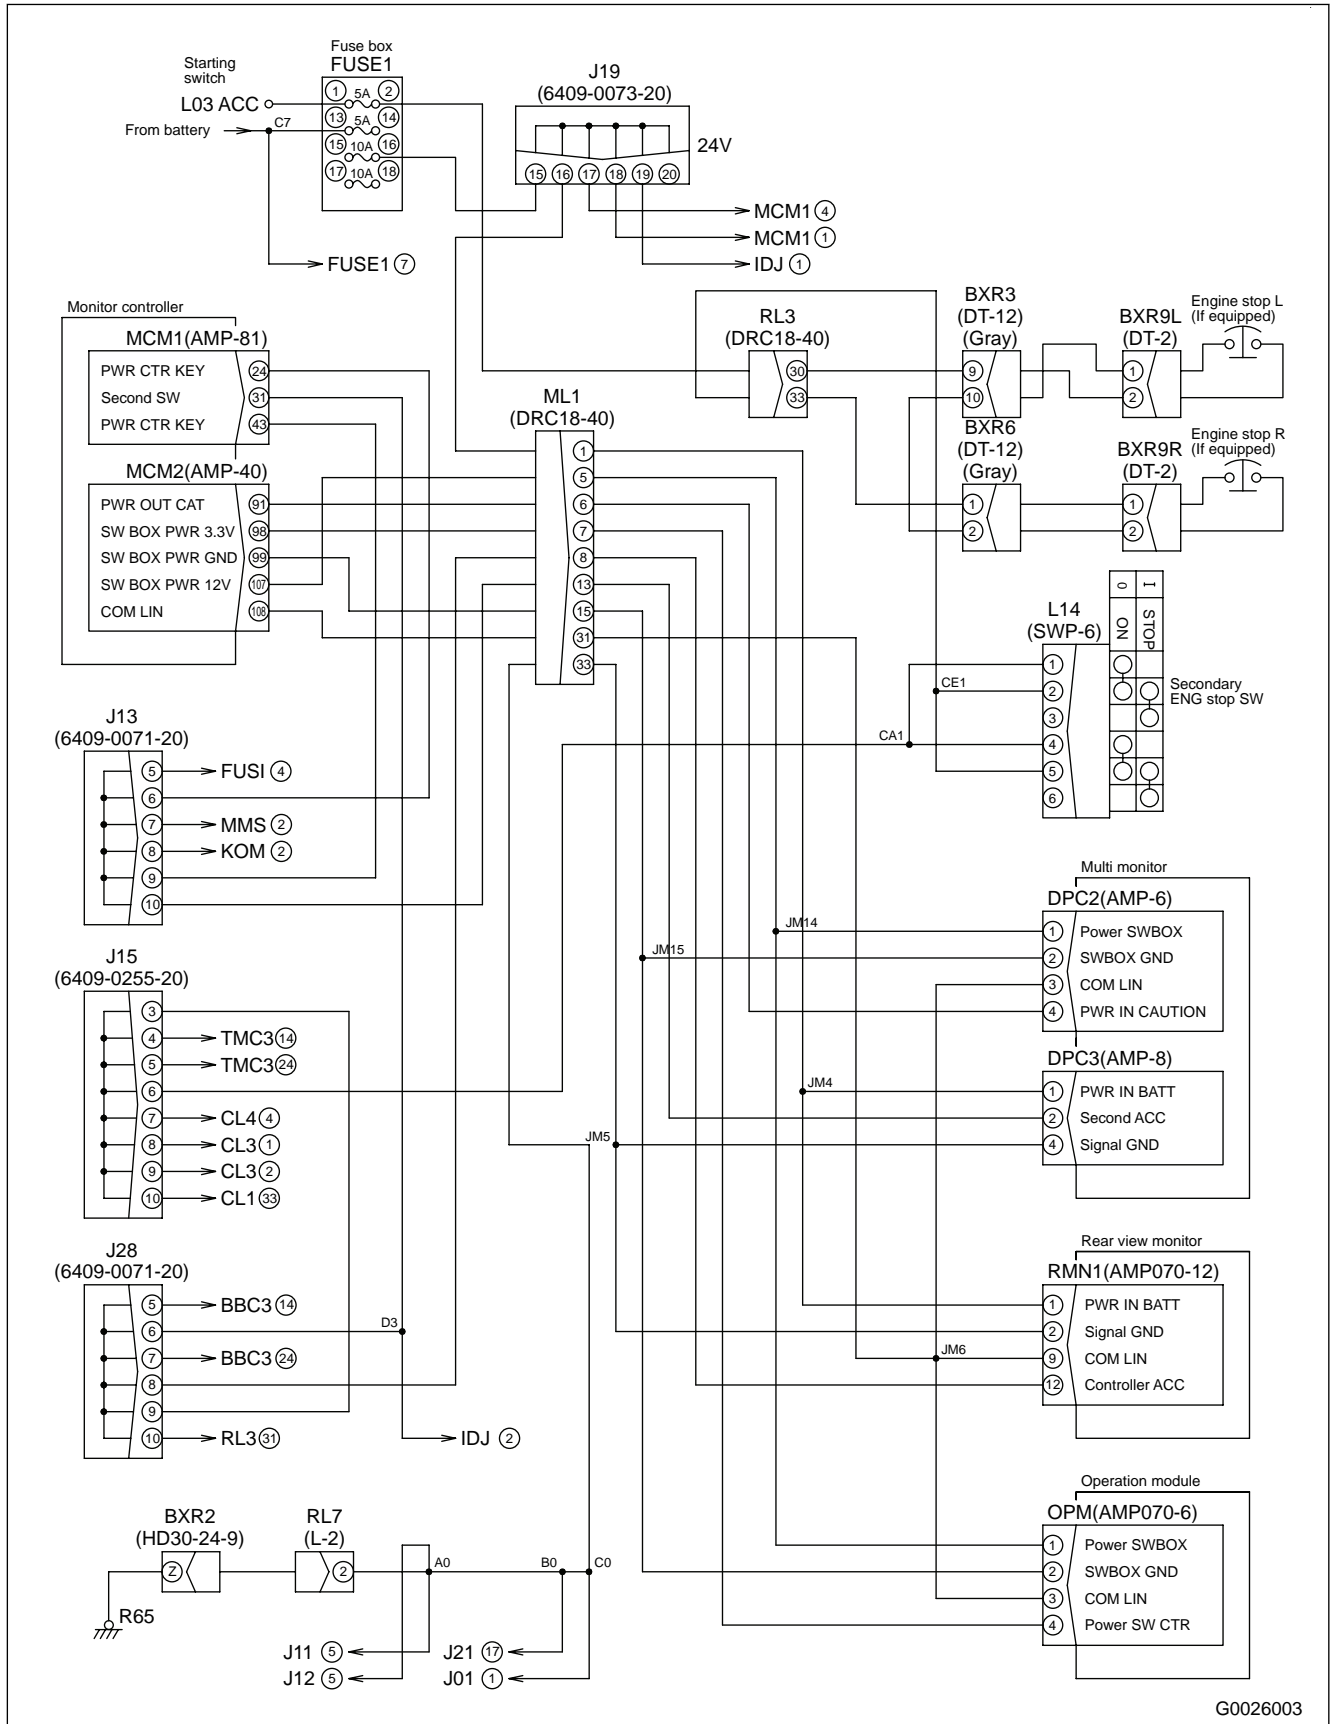 Fuse box
FUSE1
Starting
switch
L03 ACC
From battery
C7
1 5A 2
13 5A 14
15 10A 16
17 10A 18
FUSE1 7
J19
(6409-0073-20)
24V
15 16 17 18 19 20
MCM1 4
MCM1 1
IDJ 1
Monitor controller
MCM1(AMP-81)
PWR CTR KEY 24
Second SW 31
PWR CTR KEY 43
MCM2(AMP-40)
PWR OUT CAT 91
SW BOX PWR 3.3V 98
SW BOX PWR GND 99
SW BOX PWR 12V 107
COM LIN 108
ML1
(DRC18-40)
1
5
6
7
8
13
15
31
33
RL3
(DRC18-40)
30
33
BXR3
(DT-12)
(Gray)
9
10
BXR9L
(DT-2)
1
2
Engine stop L
(If equipped)
BXR6
(DT-12)
(Gray)
1
2
BXR9R
(DT-2)
1
2
Engine stop R
(If equipped)
L14
(SWP-6)
1
2
3
4
5
6
0 I
ON STOP
Secondary
ENG stop SW
CE1
CA1
J13
(6409-0071-20)
5 FUSI 4
6
7 MMS 2
8 KOM 2
9
10
J15
(6409-0255-20)
3
4 TMC3 14
5 TMC3 24
6
7 CL4 4
8 CL3 1
9 CL3 2
10 CL1 33
J28
(6409-0071-20)
5 BBC3 14
6
7 BBC3 24
8
9
10 RL3 31
D3
IDJ 2
JM14
JM15
JM4
JM5
JM6
Multi monitor
DPC2(AMP-6)
1 Power SWBOX
2 SWBOX GND
3 COM LIN
4 PWR IN CAUTION
DPC3(AMP-8)
1 PWR IN BATT
2 Second ACC
4 Signal GND
Rear view monitor
RMN1(AMP070-12)
1 PWR IN BATT
2 Signal GND
9 COM LIN
12 Controller ACC
Operation module
OPM(AMP070-6)
1 Power SWBOX
2 SWBOX GND
3 COM LIN
4 Power SW CTR
BXR2
(HD30-24-9)
Z
RL7
(L-2)
2
A0
B0
C0
R65
J11 5
J12 5
J21 17
J01 1
G0026003